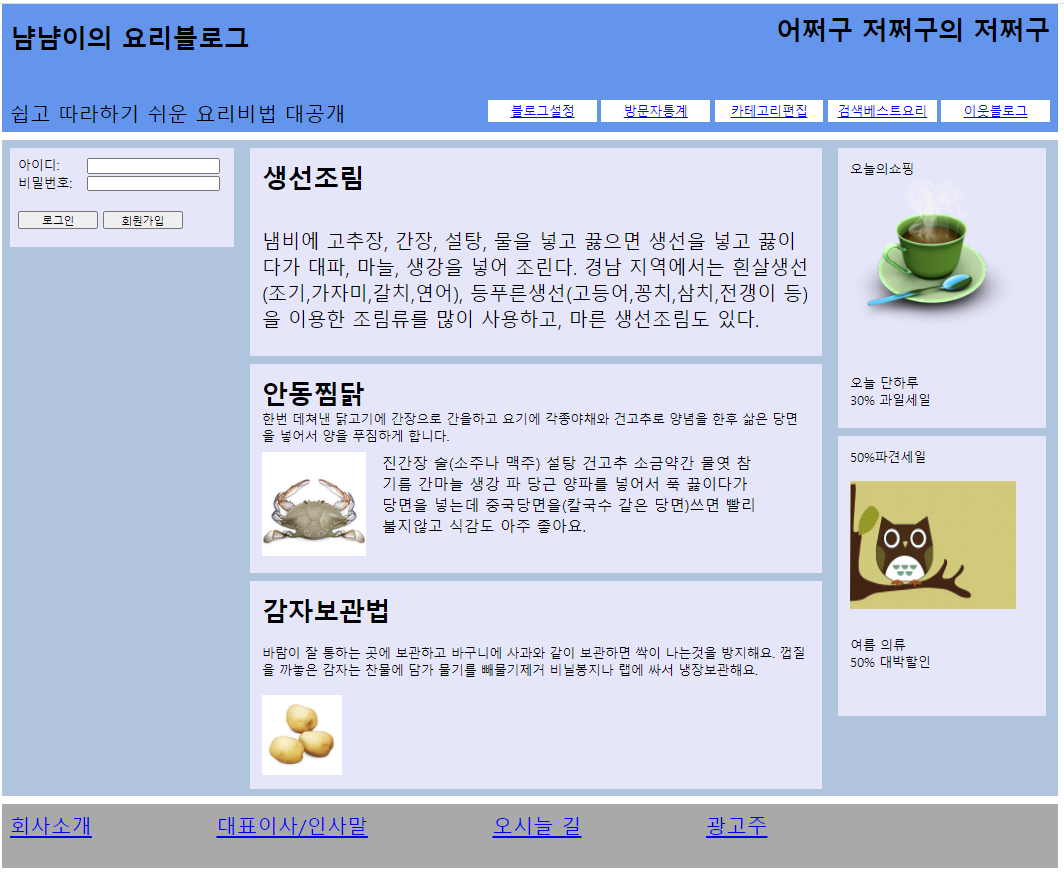 냠냠이의 요리블로그
어쩌구 저쩌구의 저쩌구
쉽고 따라하기 쉬운 요리비법 대공개
블로그설정 방문자통계 카테고리편집 검색베스트요리 이웃블로그
아이디:
비밀번호:
로그인 회원가입
생선조림
냄비에 고추장, 간장, 설탕, 물을 넣고 끓으면 생선을 넣고 끓이
다가 대파, 마늘, 생강을 넣어 조린다. 경남 지역에서는 흰살생선
(조기,가자미,갈치,연어), 등푸른생선(고등어,꽁치,삼치,전갱이 등)
을 이용한 조림류를 많이 사용하고, 마른 생선조림도 있다.
안동찜닭
한번 데쳐낸 닭고기에 간장으로 간을하고 요기에 각종야채와 건고추로 양념을 한후 삶은 당면
을 넣어서 양을 푸짐하게 합니다.
진간장 술(소주나 맥주) 설탕 건고추 소금약간 물엿 참
기름 간마늘 생강 파 당근 양파를 넣어서 푹 끓이다가
당면을 넣는데 중국당면을(칼국수 같은 당면)쓰면 빨리
불지않고 식감도 아주 좋아요.
감자보관법
바람이 잘 통하는 곳에 보관하고 바구니에 사과와 같이 보관하면 싹이 나는것을 방지해요. 껍질
을 까놓은 감자는 찬물에 담가 물기를 빼물기제거 비닐봉지나 랩에 싸서 냉장보관해요.
오늘의쇼핑
오늘 단하루
30% 과일세일
50%파견세일
여름 의류
50% 대박할인
회사소개 대표이사/인사말 오시늘 길 광고주